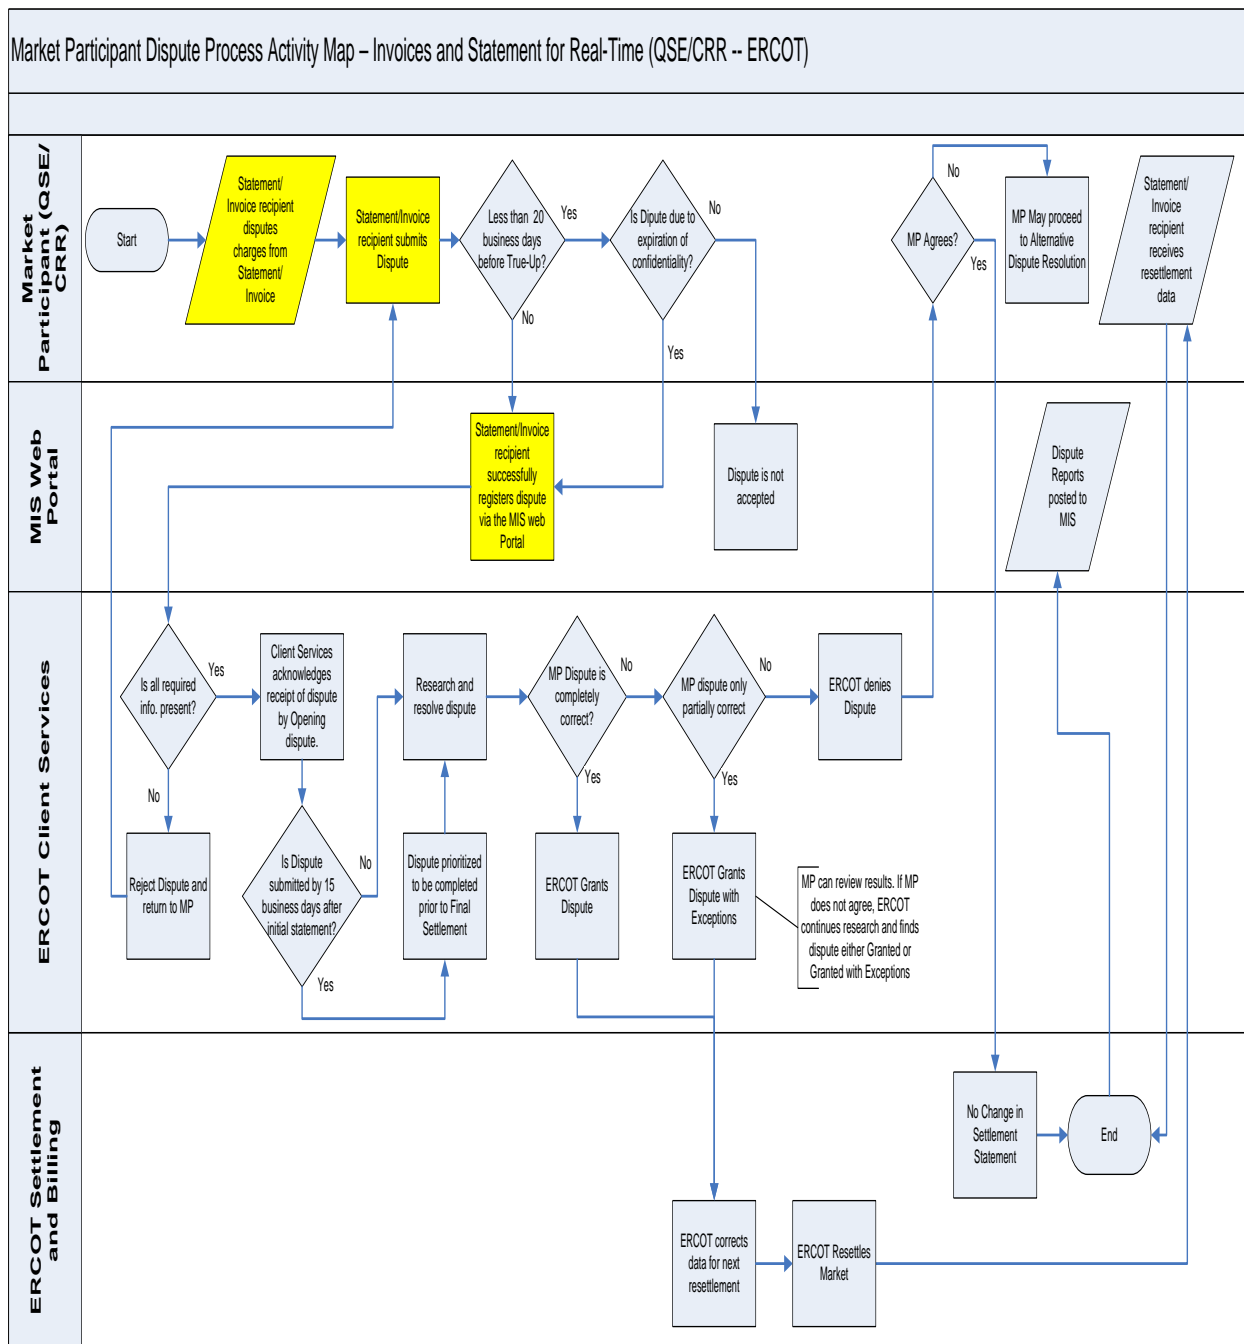 Market Participant Dispute Process Activity Map – Invoices and Statement for Real-Time (QSE/CRR -- ERCOT)
Market
Participant (QSE/
CRR)
Start
Statement/
Invoice recipient
disputes
charges from
Statement/
Invoice
Statement/Invoice
recipient submits
Dispute
Less than 20
business days
before True-Up?
Yes
No
Is Dipute due to
expiration of
confidentiality?
No
Yes
MP Agrees?
No
Yes
MP May proceed
to Alternative
Dispute Resolution
Statement/
Invoice
recipient
receives
resettlement
data
MIS Web
Portal
Statement/Invoice
recipient
successfully
registers dispute
via the MIS web
Portal
Dispute is not
accepted
Dispute
Reports
posted to
MIS
ERCOT Client Services
Is all required
info. present?
Yes
No
Client Services
acknowledges
receipt of dispute
by Opening
dispute.
Research and
resolve dispute
MP Dispute is
completely
correct?
No
Yes
MP dispute only
partially correct
No
Yes
ERCOT denies
Dispute
Reject Dispute and
return to MP
Is Dispute
submitted by 15
business days after
initial statement?
No
Yes
Dispute prioritized
to be completed
prior to Final
Settlement
ERCOT Grants
Dispute
ERCOT Grants
Dispute with
Exceptions
MP can review results. If MP
does not agree, ERCOT
continues research and finds
dispute either Granted or
Granted with Exceptions
ERCOT Settlement
and Billing
No Change in
Settlement
Statement
End
ERCOT corrects
data for next
resettlement
ERCOT Resettles
Market